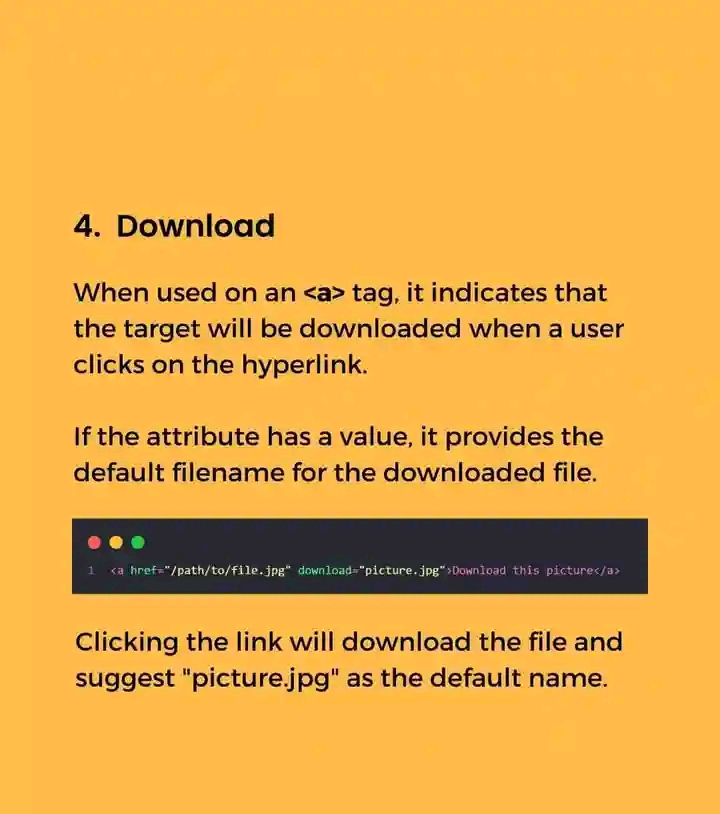 4. Download
When used on an <a> tag, it indicates that
the target will be downloaded when a user
clicks on the hyperlink.
If the attribute has a value, it provides the
default filename for the downloaded file.
1 <a href="/path/to/file.jpg" download="picture.jpg">Download this picture</a>
Clicking the link will download the file and
suggest "picture.jpg" as the default name.